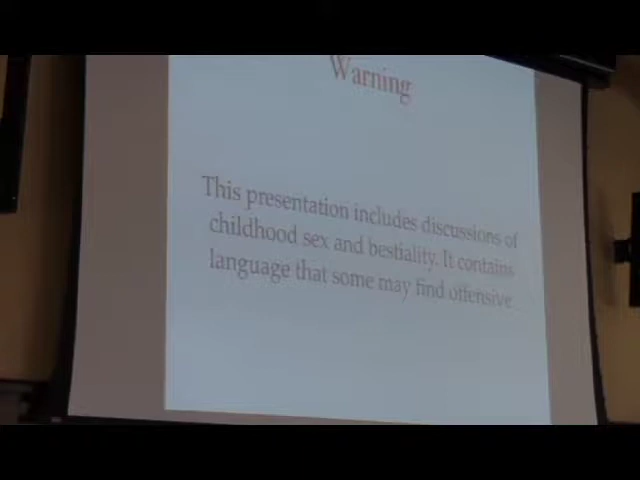 Warning
This presentation includes discussions of
childhood sex and bestiality. It contains
language that some may find offensive.